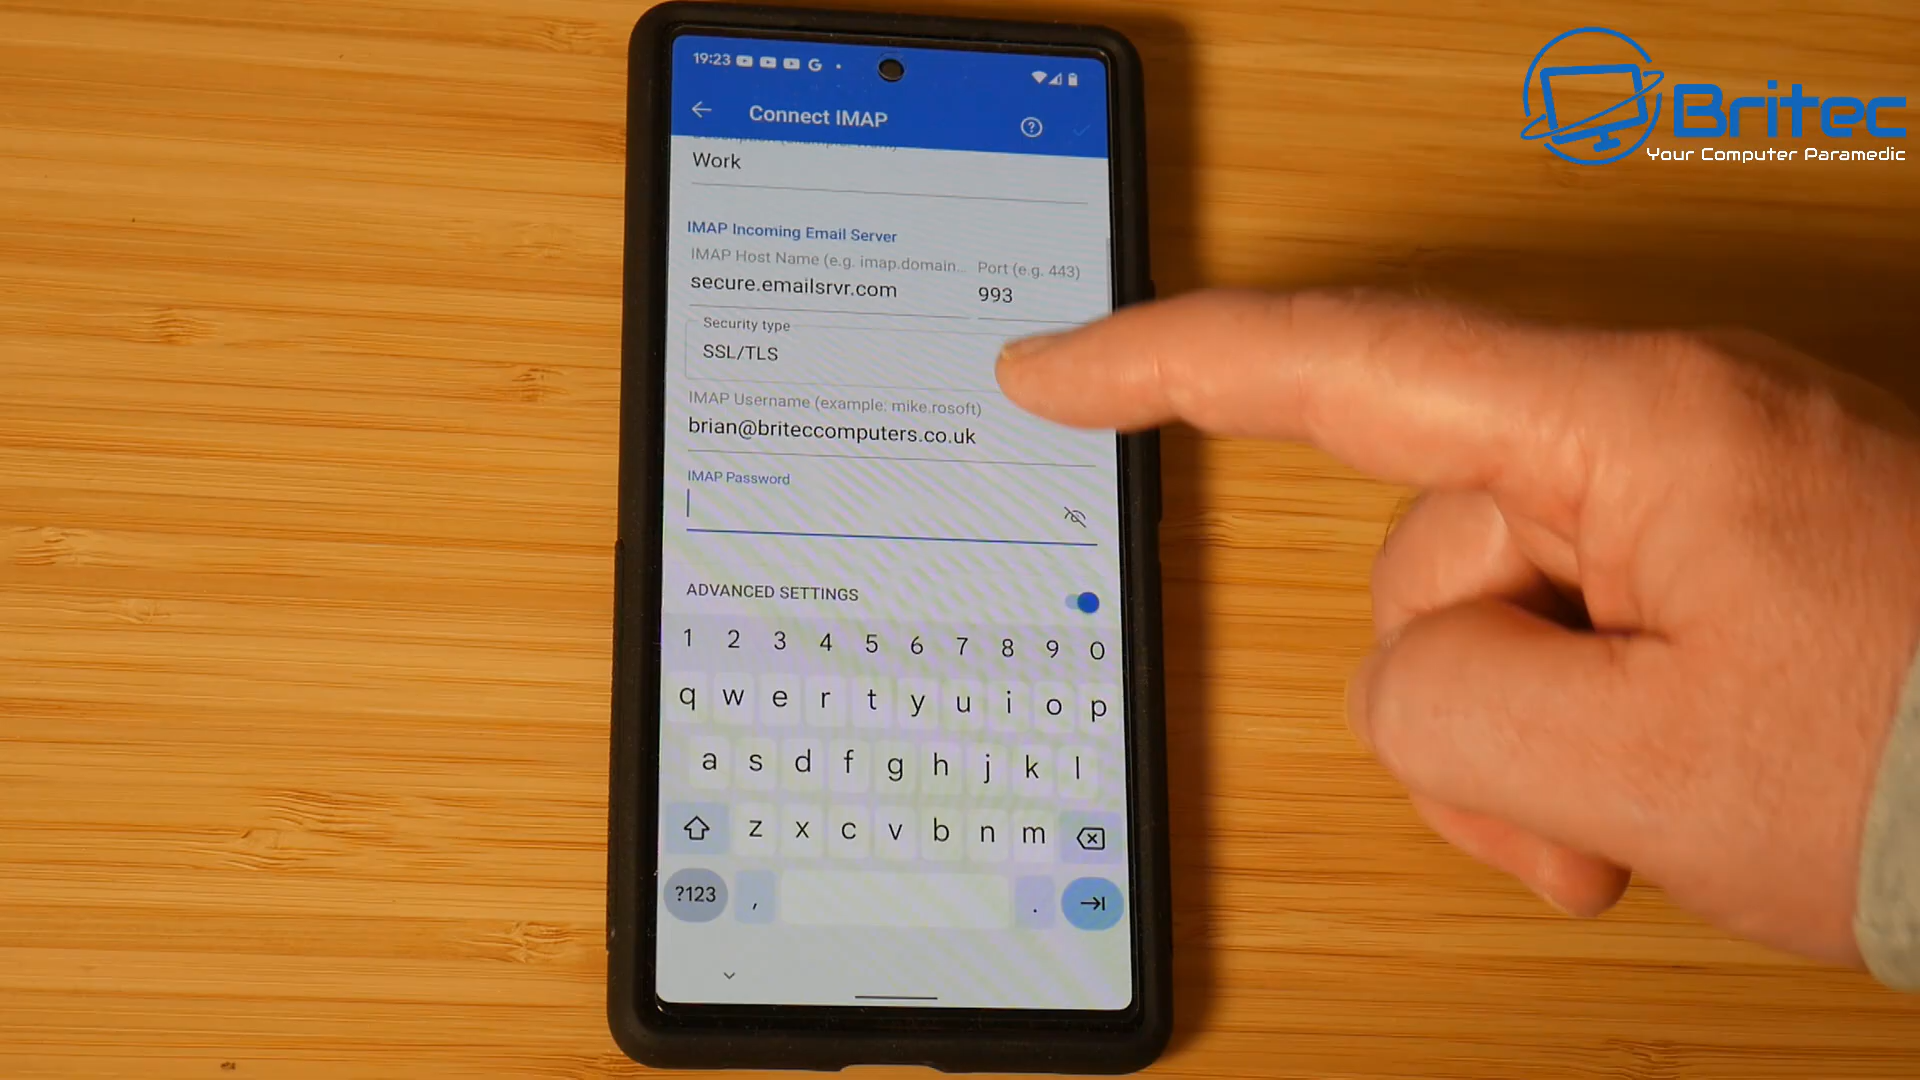 19:23
Connect IMAP
Work
IMAP Incoming Email Server
IMAP Host Name (e.g. imap.domain...
Port (e.g. 443)
secure.emailsrvr.com
993
Security type
SSL/TLS
IMAP Username (example: mike.rosoft)
brian@briteccomputers.co.uk
IMAP Password
ADVANCED SETTINGS
1 2 3 4 5 6 7 8 9 0
q w e r t y u i o p
a s d f g h j k l
z x c v b n m
?123 , .
Britec
Your Computer Paramedic